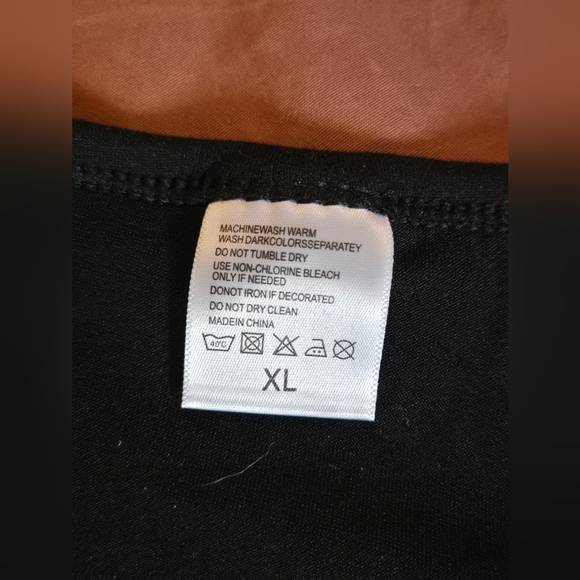 MACHINEWASH WARM
WASH DARKCOLORSSEPARATEY
DO NOT TUMBLE DRY
USE NON-CHLORINE BLEACH
ONLY IF NEEDED
DONOT IRON IF DECORATED
DO NOT DRY CLEAN
MADEIN CHINA
40°C
XL